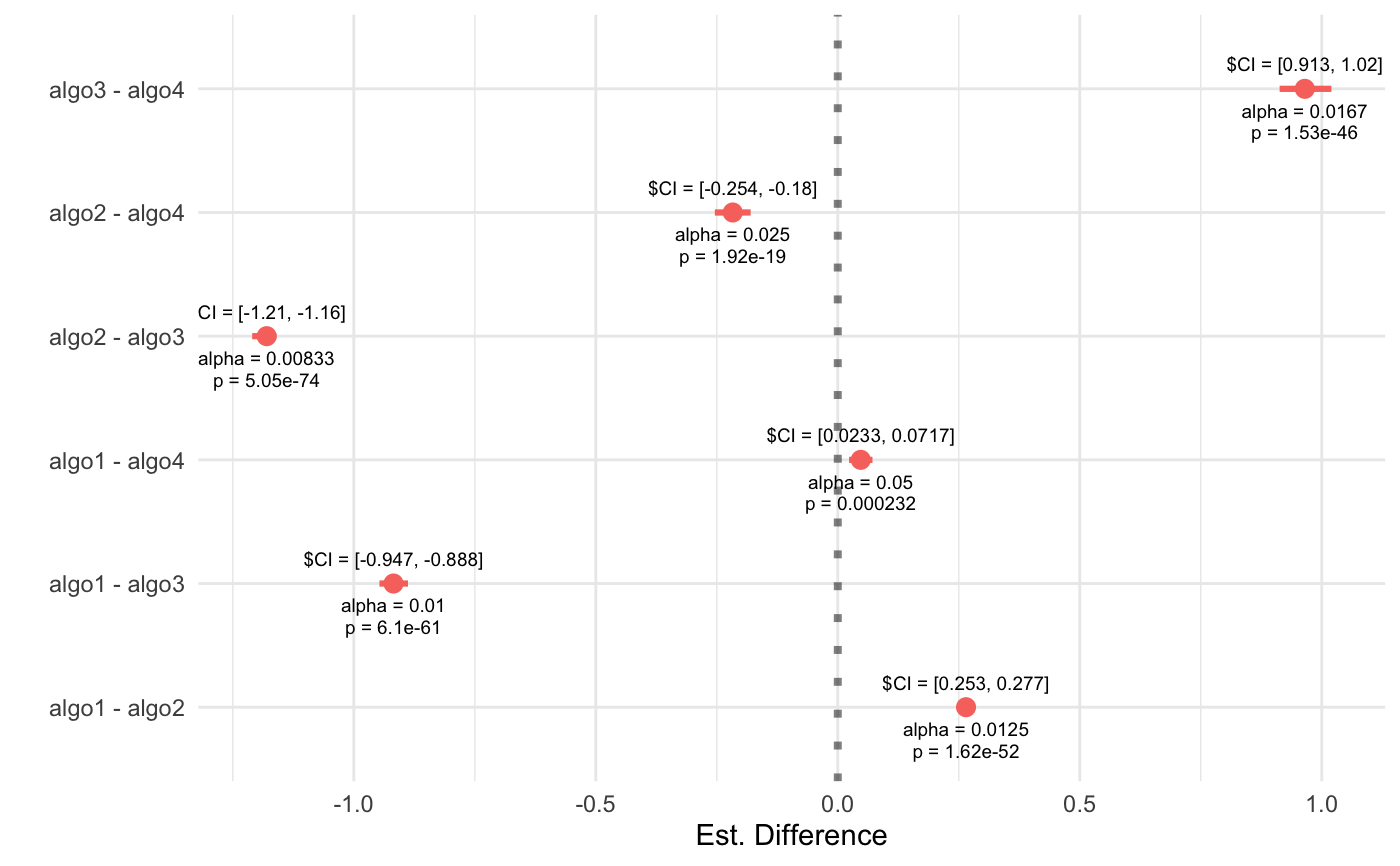 $CI = [0.913, 1.02]
algo3 - algo4
alpha = 0.0167
p = 1.53e-46
$CI = [-0.254, -0.18]
algo2 - algo4
alpha = 0.025
p = 1.92e-19
CI = [-1.21, -1.16]
algo2 - algo3
alpha = 0.00833
p = 5.05e-74
$CI = [0.0233, 0.0717]
algo1 - algo4
alpha = 0.05
p = 0.000232
$CI = [-0.947, -0.888]
algo1 - algo3
alpha = 0.01
p = 6.1e-61
$CI = [0.253, 0.277]
algo1 - algo2
alpha = 0.0125
p = 1.62e-52
-1.0 -0.5 0.0 0.5 1.0
Est. Difference